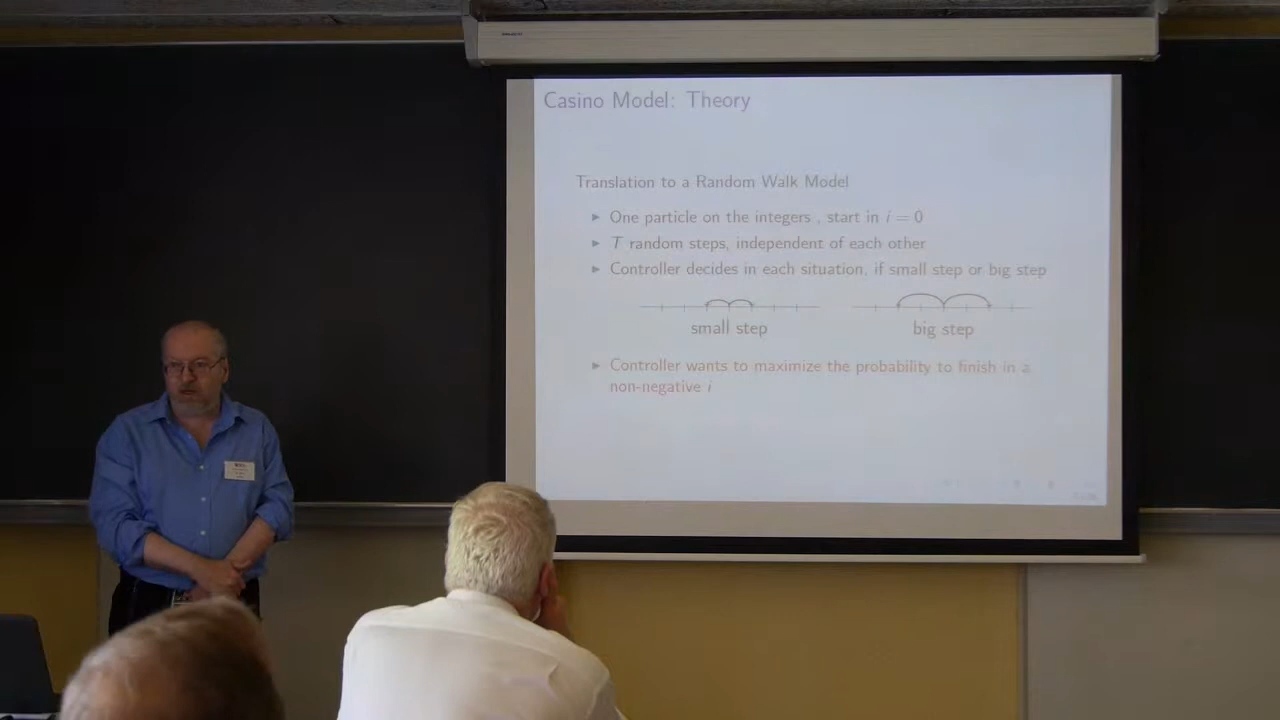 Casino Model: Theory
Translation to a Random Walk Model
▶ One particle on the integers , start in i = 0
▶ T random steps, independent of each other
▶ Controller decides in each situation, if small step or big step
small step
big step
▶ Controller wants to maximize the probability to finish in a
non-negative i